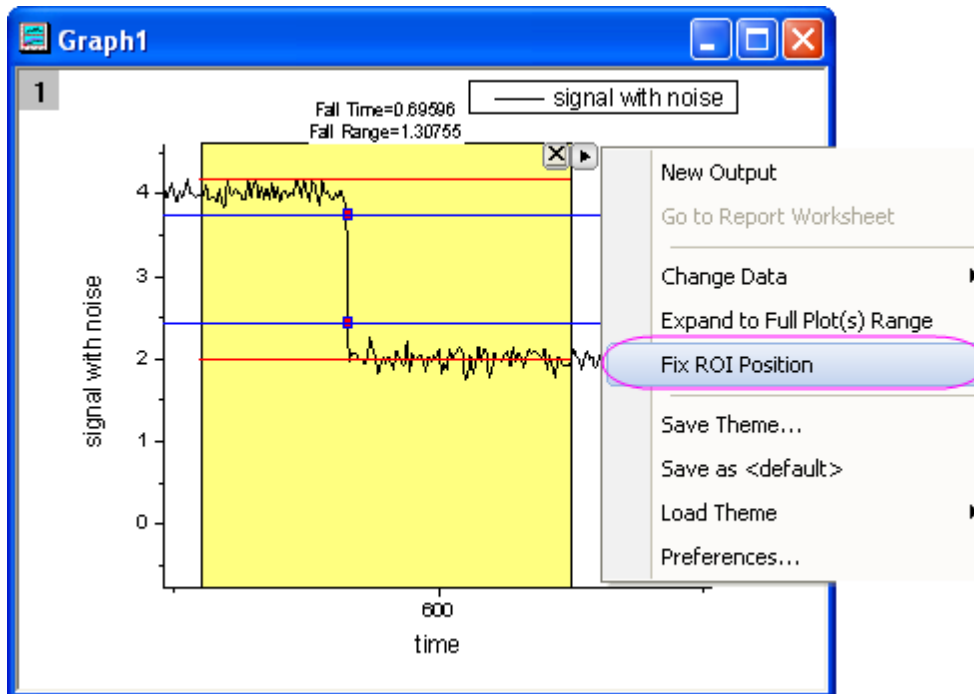 Graph1
1
signal with noise
Fall Time=0.69596
Fall Range=1.30755
New Output
Go to Report Worksheet
Change Data
Expand to Full Plot(s) Range
Fix ROI Position
Save Theme...
Save as <default>
Load Theme
Preferences...
4
3
2
1
0
signal with noise
600
time